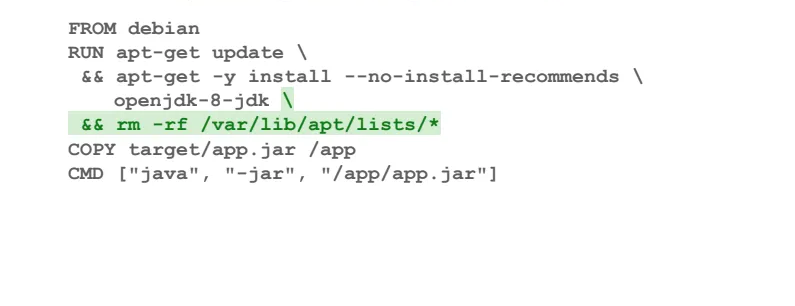 FROM debian
RUN apt-get update \
 && apt-get -y install --no-install-recommends \
    openjdk-8-jdk \
 && rm -rf /var/lib/apt/lists/*
COPY target/app.jar /app
CMD ["java", "-jar", "/app/app.jar"]